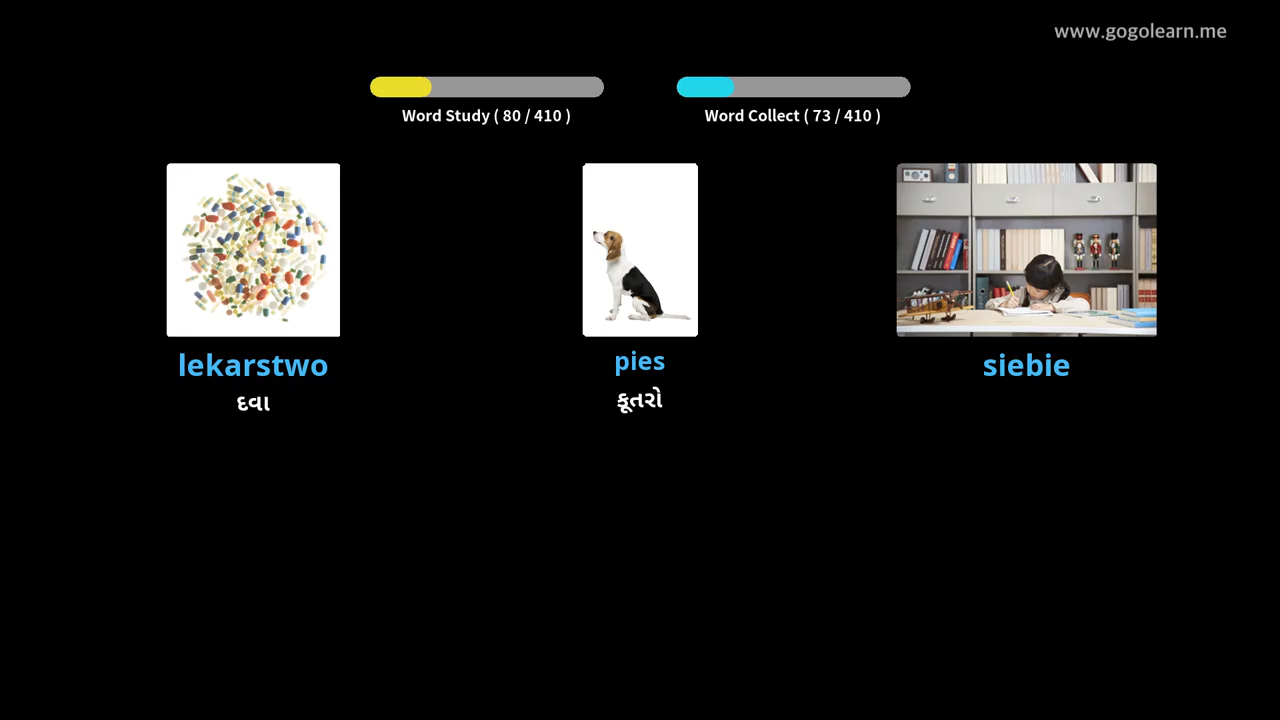 www.gogolearn.me
Word Study ( 80 / 410 )
Word Collect ( 73 / 410 )
lekarstwo
દવા
pies
કૂતરો
siebie